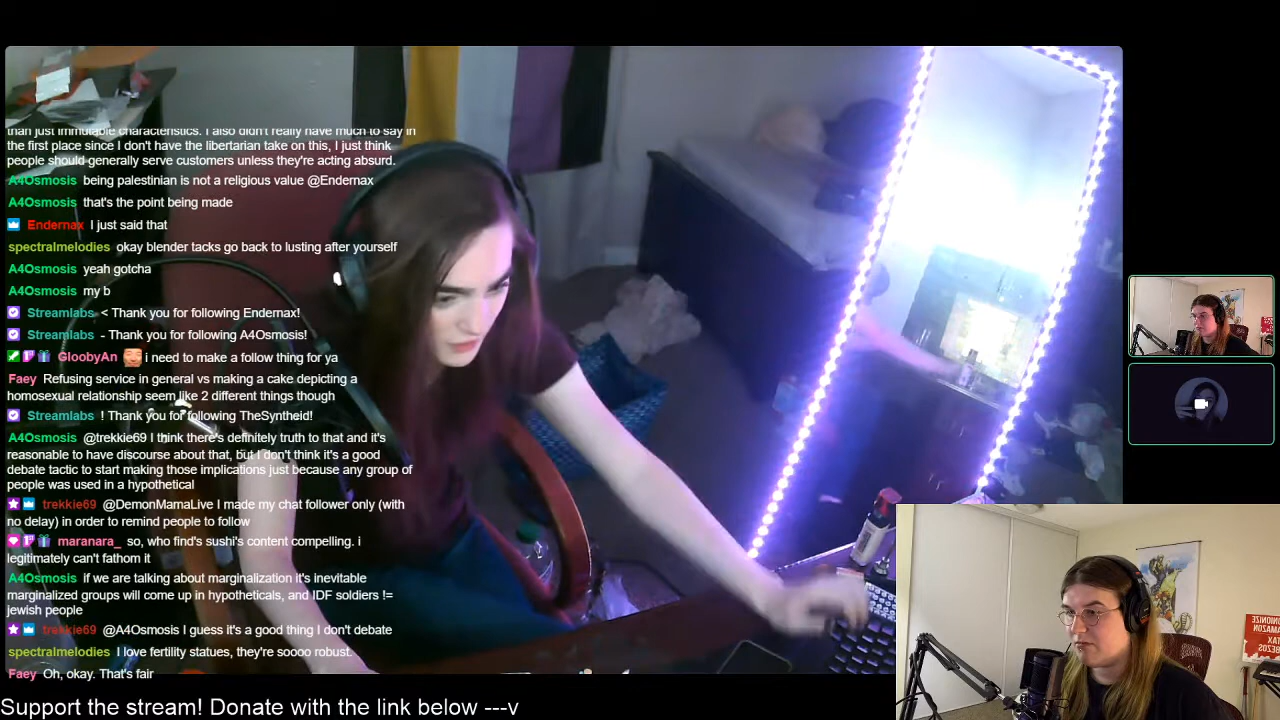 than just immutable characteristics. I also didn't really have much to say in
the first place since I don't have the libertarian take on this, I just think
people should generally serve customers unless they're acting absurd.
A4Osmosis being palestinian is not a religious value @Endernax
A4Osmosis that's the point being made
Endernax I just said that
spectralmelodies okay blender tacks go back to lusting after yourself
A4Osmosis yeah gotcha
A4Osmosis my b
Streamlabs < Thank you for following Endernax!
Streamlabs - Thank you for following A4Osmosis!
GloobyAn i need to make a follow thing for ya
Faey Refusing service in general vs making a cake depicting a
homosexual relationship seem like 2 different things though
Streamlabs ! Thank you for following TheSyntheid!
A4Osmosis @trekkie69 I think there's definitely truth to that and it's
reasonable to have discourse about that, but I don't think it's a good
debate tactic to start making those implications just because any group of
people was used in a hypothetical
trekkie69 @DemonMamaLive I made my chat follower only (with
no delay) in order to remind people to follow
maranara_ so, who find's sushi's content compelling. i
legitimately can't fathom it
A4Osmosis if we are talking about marginalization it's inevitable
marginalized groups will come up in hypotheticals, and IDF soldiers !=
jewish people
trekkie69 @A4Osmosis I guess it's a good thing I don't debate
spectralmelodies I love fertility statues, they're soooo robust.
Faey Oh, okay. That's fair
UNIONIZE
AMAZON
TAX
BEZOS
Support the stream! Donate with the link below ---v